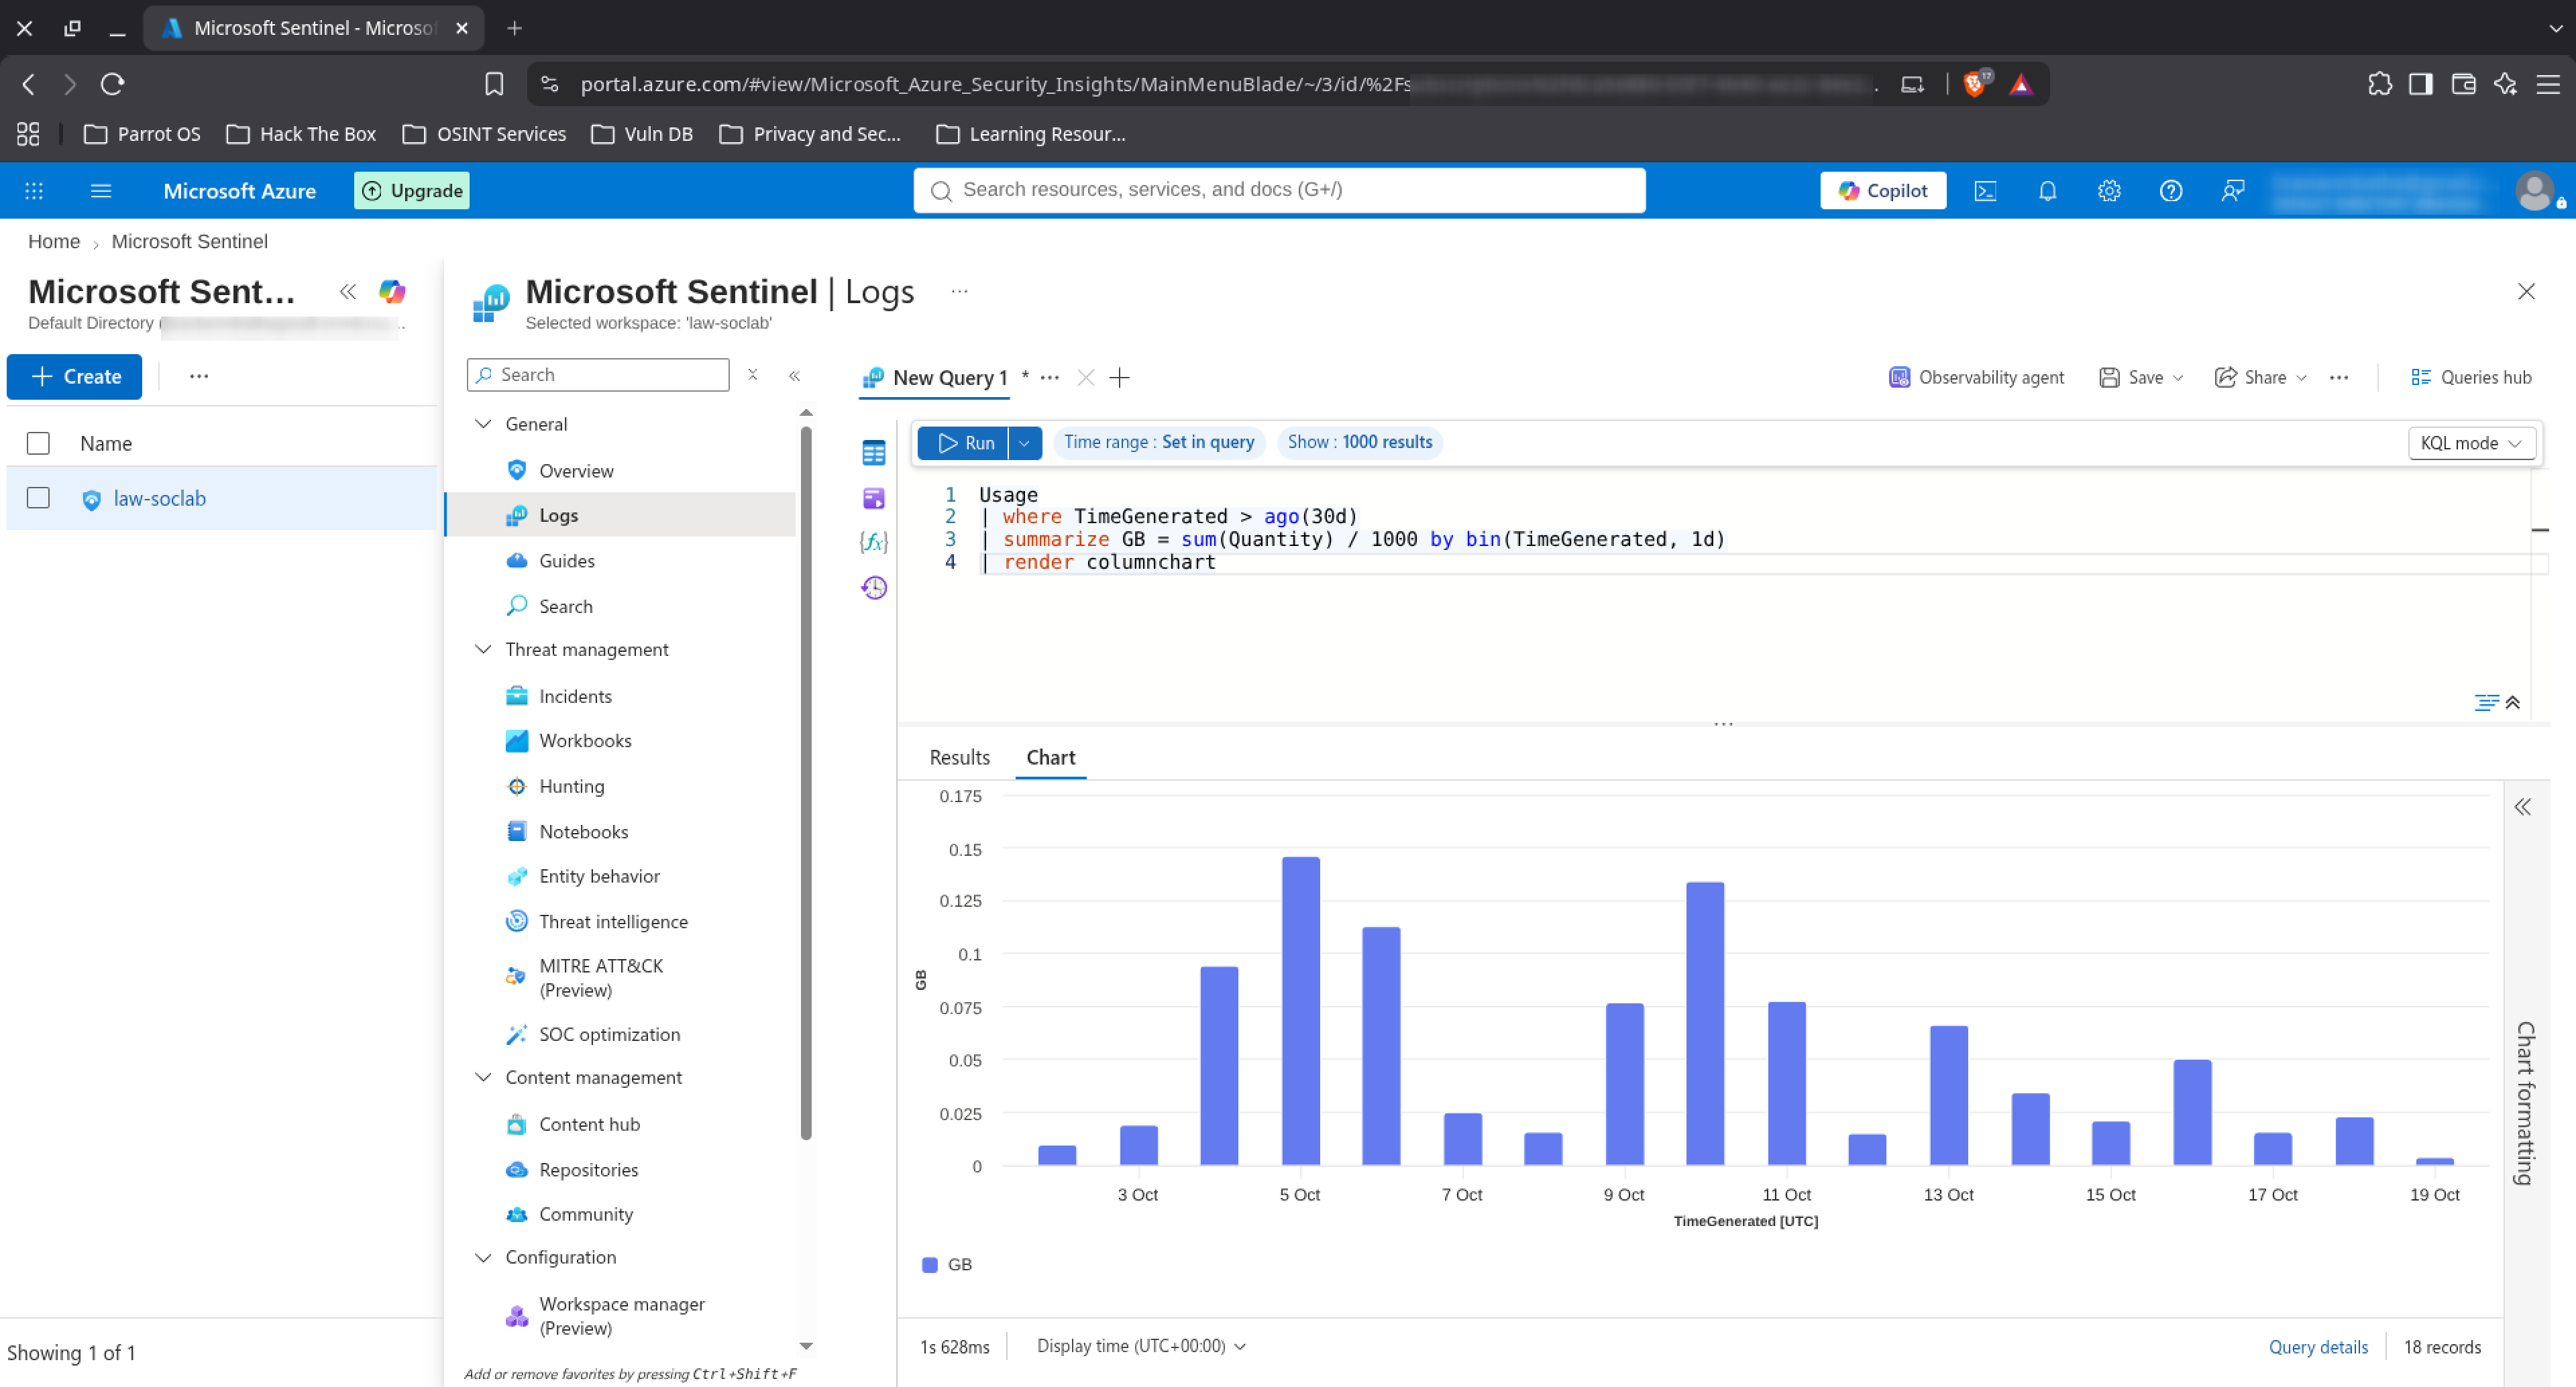 Microsoft Sentinel - Microsof
portal.azure.com/#view/Microsoft_Azure_Security_Insights/MainMenuBlade/~/3/id/%2Fs
17
Parrot OS
Hack The Box
OSINT Services
Vuln DB
Privacy and Sec...
Learning Resour...
Microsoft Azure
Upgrade
Search resources, services, and docs (G+/)
Copilot
Home
Microsoft Sentinel
Microsoft Sent...
Default Directory (
Create
Name
law-soclab
Showing 1 of 1
Microsoft Sentinel | Logs
Selected workspace: 'law-soclab'
Search
General
Overview
Logs
Guides
Search
Threat management
Incidents
Workbooks
Hunting
Notebooks
Entity behavior
Threat intelligence
MITRE ATT&CK
(Preview)
SOC optimization
Content management
Content hub
Repositories
Community
Configuration
Workspace manager
(Preview)
Add or remove favorites by pressing Ctrl+Shift+F
New Query 1 *
Observability agent
Save
Share
Queries hub
Run
Time range : Set in query
Show : 1000 results
KQL mode
1 Usage
2 | where TimeGenerated > ago(30d)
3 | summarize GB = sum(Quantity) / 1000 by bin(TimeGenerated, 1d)
4 | render columnchart
Results
Chart
0.175
0.15
0.125
0.1
0.075
0.05
0.025
0
GB
3 Oct
5 Oct
7 Oct
9 Oct
11 Oct
13 Oct
15 Oct
17 Oct
19 Oct
TimeGenerated [UTC]
GB
Chart formatting
1s 628ms
Display time (UTC+00:00)
Query details
18 records